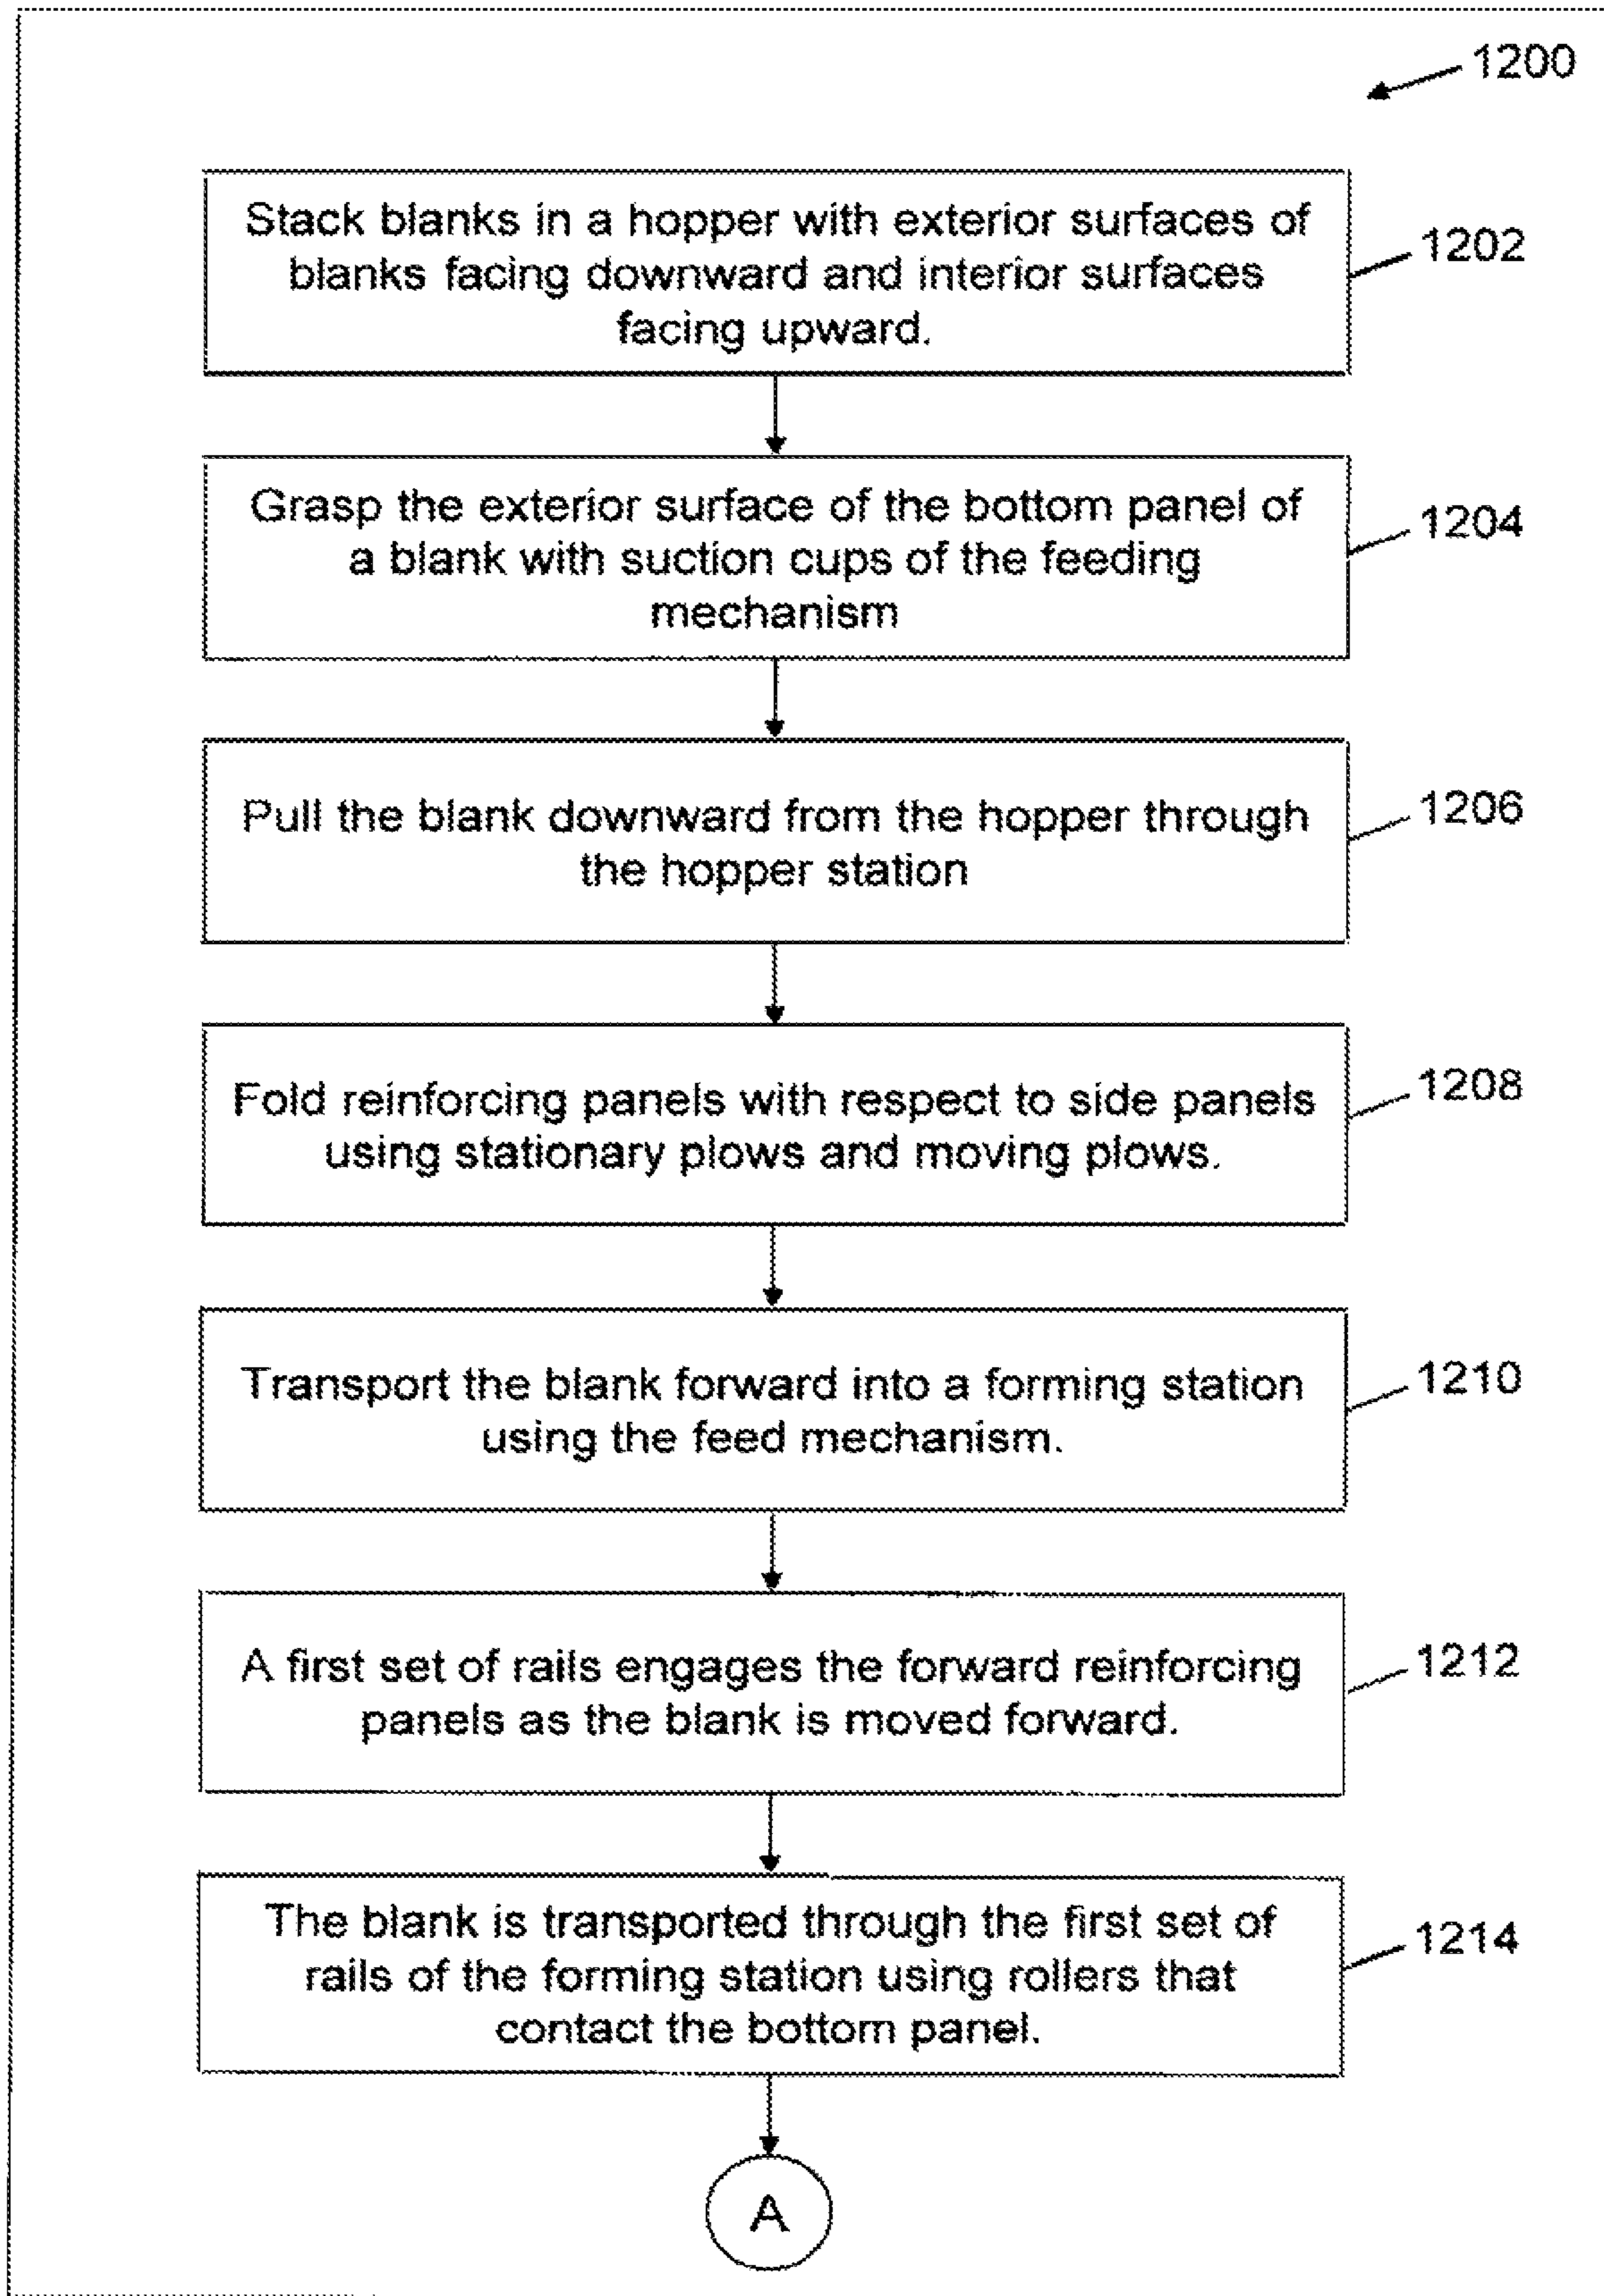 1200
Stack blanks in a hopper with exterior surfaces of
blanks facing downward and interior surfaces
facing upward.
1202
Grasp the exterior surface of the bottom panel of
a blank with suction cups of the feeding
mechanism
1204
Pull the blank downward from the hopper through
the hopper station
1206
Fold reinforcing panels with respect to side panels
using stationary plows and moving plows.
1208
Transport the blank forward into a forming station
using the feed mechanism.
1210
A first set of rails engages the forward reinforcing
panels as the blank is moved forward.
1212
The blank is transported through the first set of
rails of the forming station using rollers that
contact the bottom panel.
1214
A